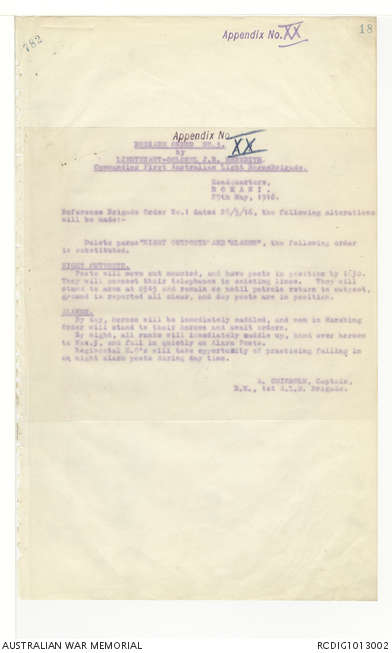 Appendix No. XX
18
782
Appendix No. XX
BRIGADE ORDER No.1.
by
LIEUTENANT-COLONEL J.B. MEREDITH
Commanding First Australian Light Horse Brigade.
Headquarters,
ROMANI.
29th May, 1916.
Reference Brigade Order No.1 dated 28/5/16, the following alterations
will be made:-
Delete paras "NIGHT OUTPOSTS" AND "ALARMS", the following order
is substituted.
NIGHT OUTPOSTS.
Posts will move out mounted, and have posts in position by 1830.
They will connect their telephones to existing lines. They will
stand to arms at and remain so until patrols return to outpost,
ground is reported all clear, and day posts are in position.
ALARMS.
By day, horses will be immediately saddled, and men in Marching
Order will stand to their horses and await orders.
By night, all ranks will immediately saddle up, hand over horses
to Nos.3, and fall in quietly on Alarm Posts.
Regimental C.O's will take opportunity of practising falling in
on night alarm posts during day time.
A. CHISHOLM, Captain,
B.M., 1st A.L.H. Brigade.
AUSTRALIAN WAR MEMORIAL
RCDIG1013002